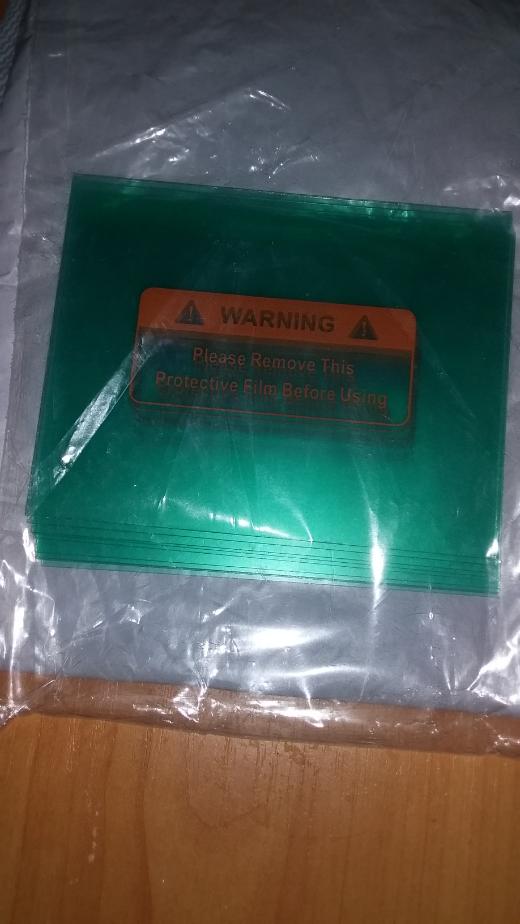 WARNING
Please Remove This
Protective Film Before Using